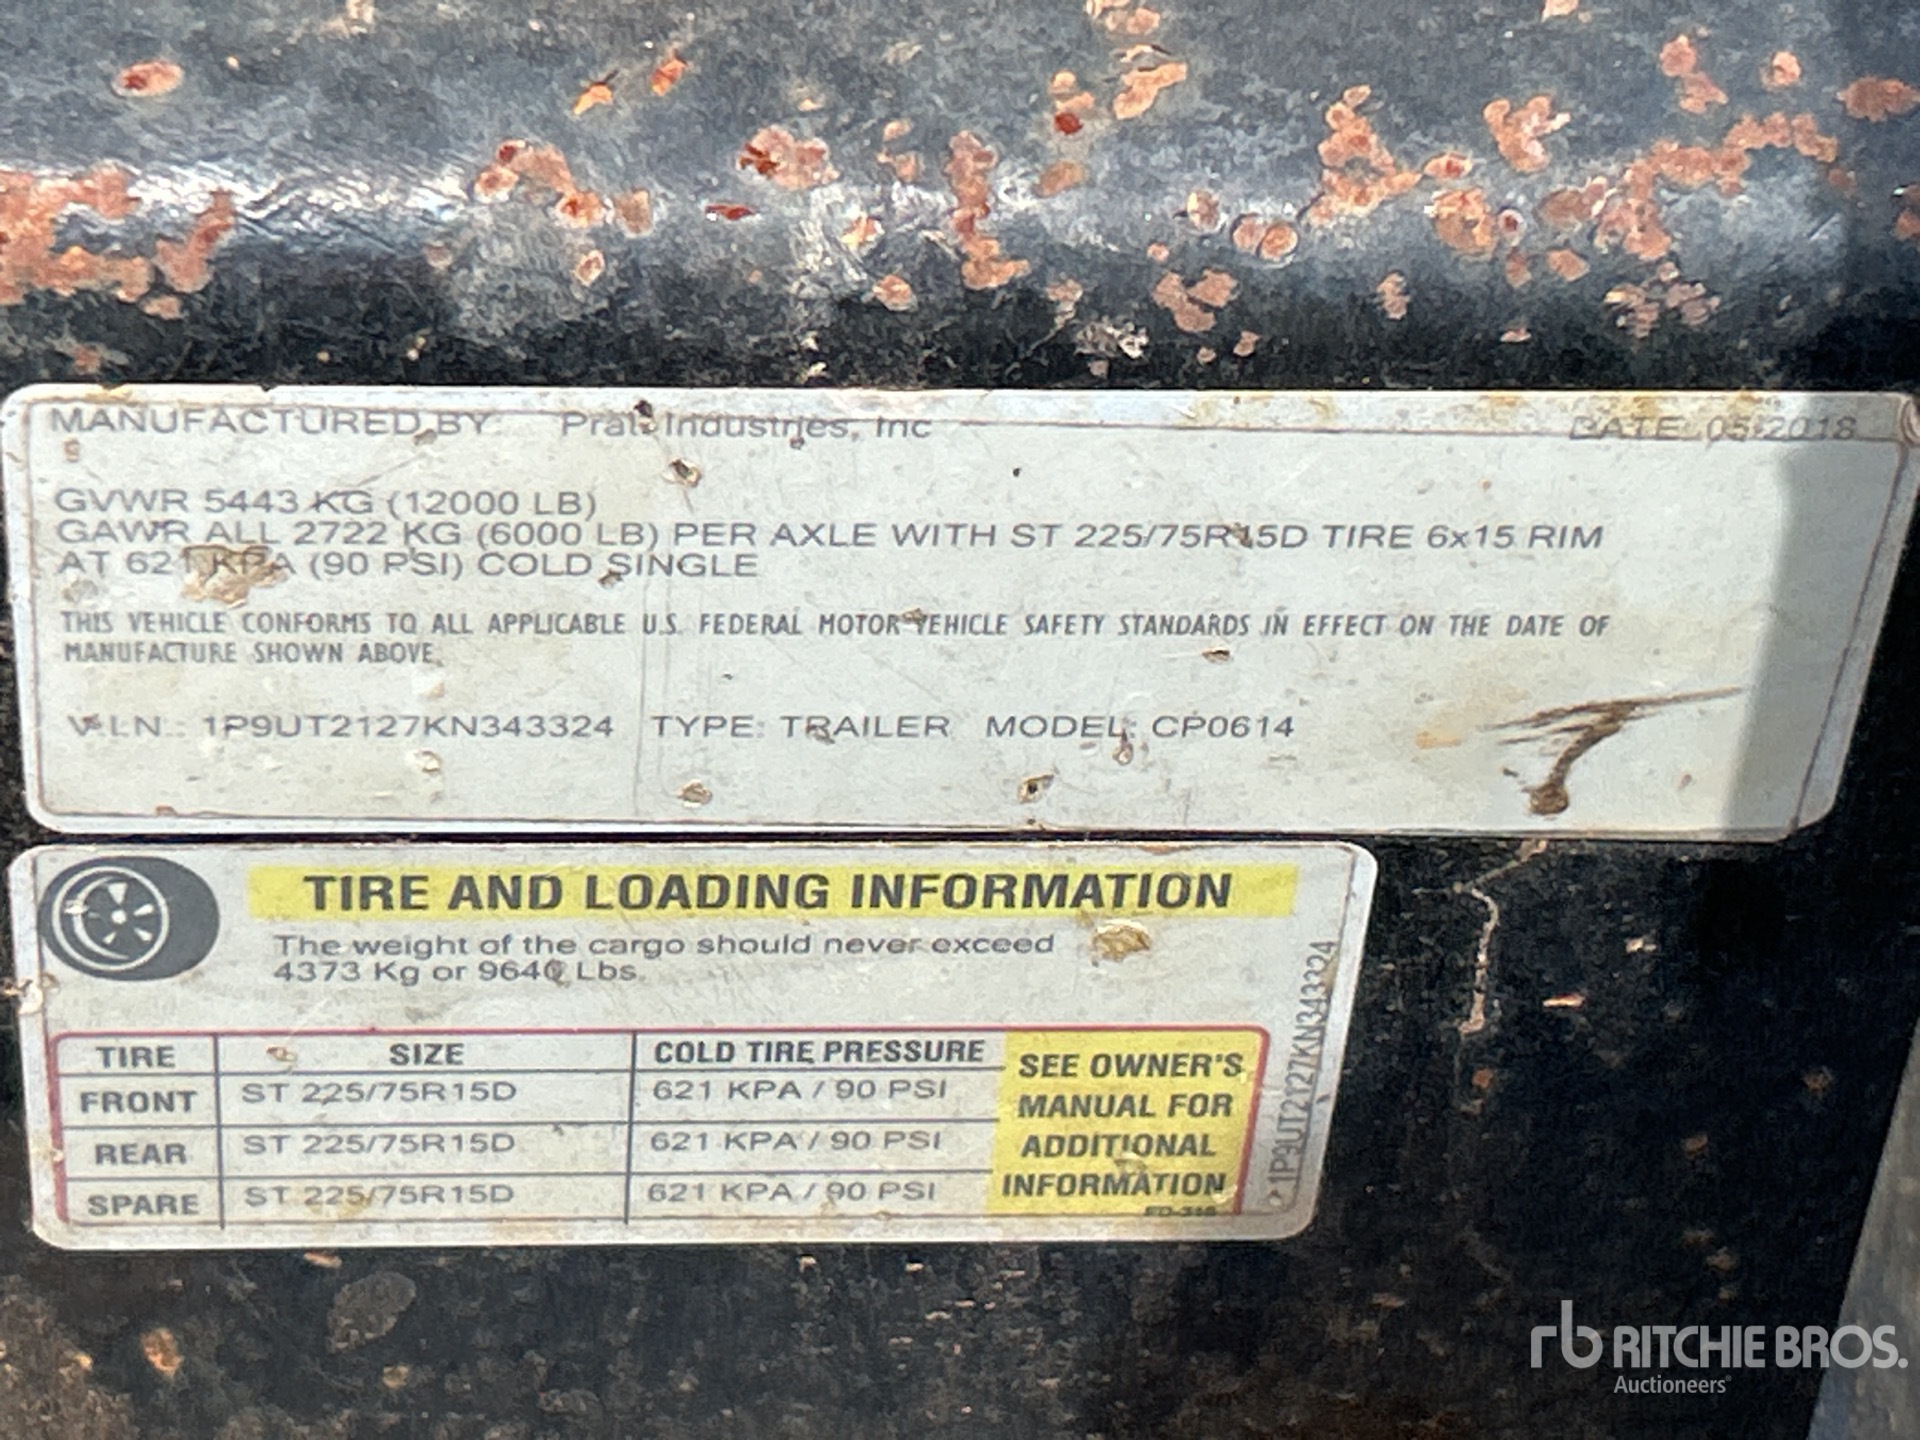 MANUFACTURED BY: Pratt Industries, Inc DATE 05-2018
GVWR 5443 KG (12000 LB)
GAWR ALL 2722 KG (6000 LB) PER AXLE WITH ST 225/75R15D TIRE 6x15 RIM
AT 621 KPA (90 PSI) COLD SINGLE
THIS VEHICLE CONFORMS TO ALL APPLICABLE U.S. FEDERAL MOTOR VEHICLE SAFETY STANDARDS IN EFFECT ON THE DATE OF
MANUFACTURE SHOWN ABOVE.
V.I.N.: 1P9UT2127KN343324 TYPE: TRAILER MODEL: CP0614
TIRE AND LOADING INFORMATION
The weight of the cargo should never exceed
4373 Kg or 9640 Lbs.
TIRE SIZE COLD TIRE PRESSURE
FRONT ST 225/75R15D 621 KPA / 90 PSI
REAR ST 225/75R15D 621 KPA / 90 PSI
SPARE ST 225/75R15D 621 KPA / 90 PSI
SEE OWNER'S
MANUAL FOR
ADDITIONAL
INFORMATION
1P9UT2127KN343324
rb RITCHIE BROS.
Auctioneers